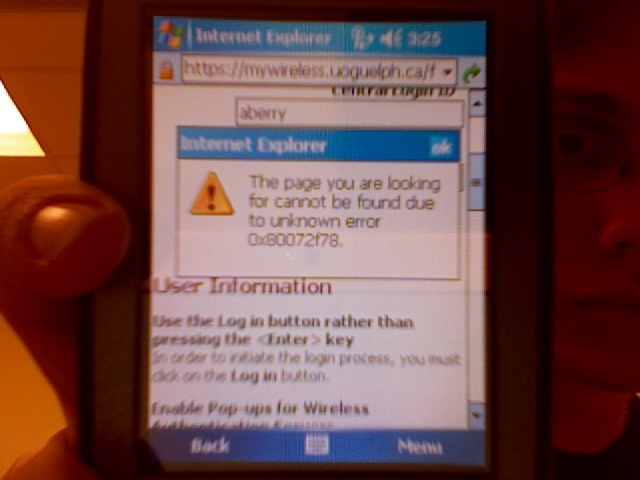 Internet Explorer 3:25
https://mywireless.uoguelph.ca/f
Central Login ID
aberry
Internet Explorer ok
The page you are looking
for cannot be found due
to unknown error
0x80072f78.
User Information
Use the Log in button rather than
pressing the <Enter> key
In order to initiate the login process, you must
click on the Log in button.
Enable Pop-ups for Wireless
Authentication
Back Menu